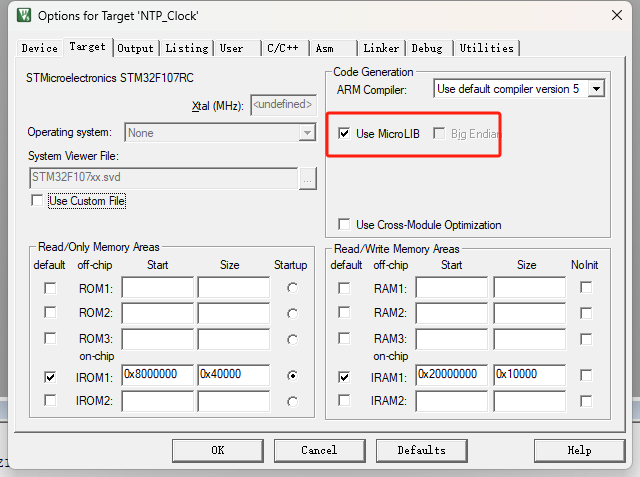 Options for Target 'NTP_Clock'
Device Target Output Listing User C/C++ Asm Linker Debug Utilities
STMicroelectronics STM32F107RC
Xtal (MHz): <undefined>
Operating system: None
System Viewer File:
STM32F107xx.svd ...
Use Custom File
Code Generation
ARM Compiler: Use default compiler version 5
Use MicroLIB Big Endian
Use Cross-Module Optimization
Read/Only Memory Areas
default off-chip Start Size Startup
ROM1:
ROM2:
ROM3:
on-chip
IROM1: 0x8000000 0x40000
IROM2:
Read/Write Memory Areas
default off-chip Start Size NoInit
RAM1:
RAM2:
RAM3:
on-chip
IRAM1: 0x20000000 0x10000
IRAM2:
OK Cancel Defaults Help